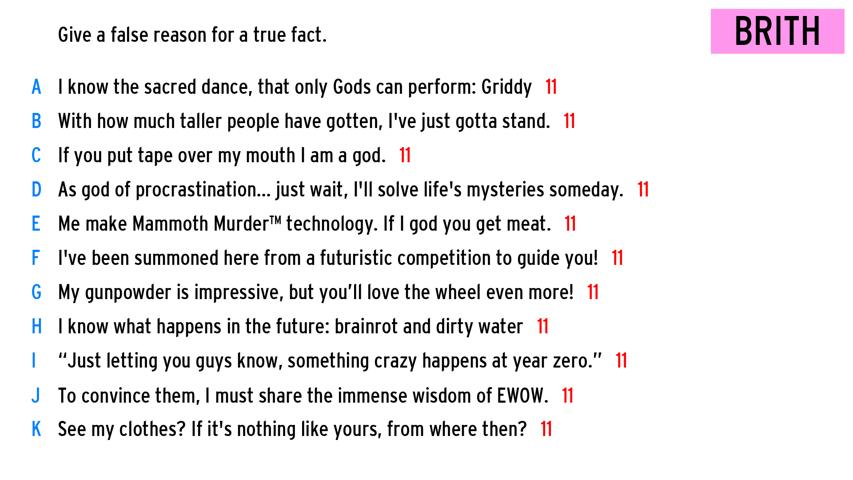 Give a false reason for a true fact.
BRITH
A I know the sacred dance, that only Gods can perform: Griddy 11
B With how much taller people have gotten, I've just gotta stand. 11
C If you put tape over my mouth I am a god. 11
D As god of procrastination... just wait, I'll solve life's mysteries someday. 11
E Me make Mammoth Murder™ technology. If I god you get meat. 11
F I've been summoned here from a futuristic competition to guide you! 11
G My gunpowder is impressive, but you’ll love the wheel even more! 11
H I know what happens in the future: brainrot and dirty water 11
I “Just letting you guys know, something crazy happens at year zero.” 11
J To convince them, I must share the immense wisdom of EWOW. 11
K See my clothes? If it's nothing like yours, from where then? 11